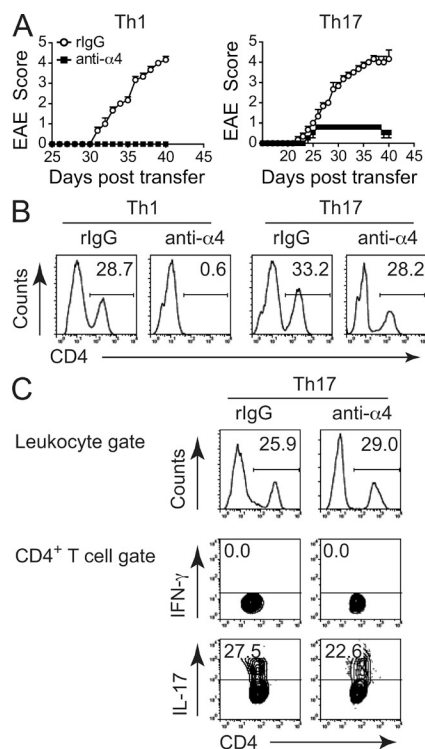 A
Th1
Th17
rIgG
anti-α4
EAE Score
5
4
3
2
1
0
25 30 35 40 45
Days post transfer
EAE Score
5
4
3
2
1
0
20 30 40 50
Days post transfer
B
Th1
Th17
rIgG anti-α4 rIgG anti-α4
Counts
28.7 0.6 33.2 28.2
CD4
C
Th17
rIgG anti-α4
Leukocyte gate
Counts
25.9 29.0
CD4+ T cell gate
IFN-γ
0.0 0.0
IL-17
27.5 22.6
CD4